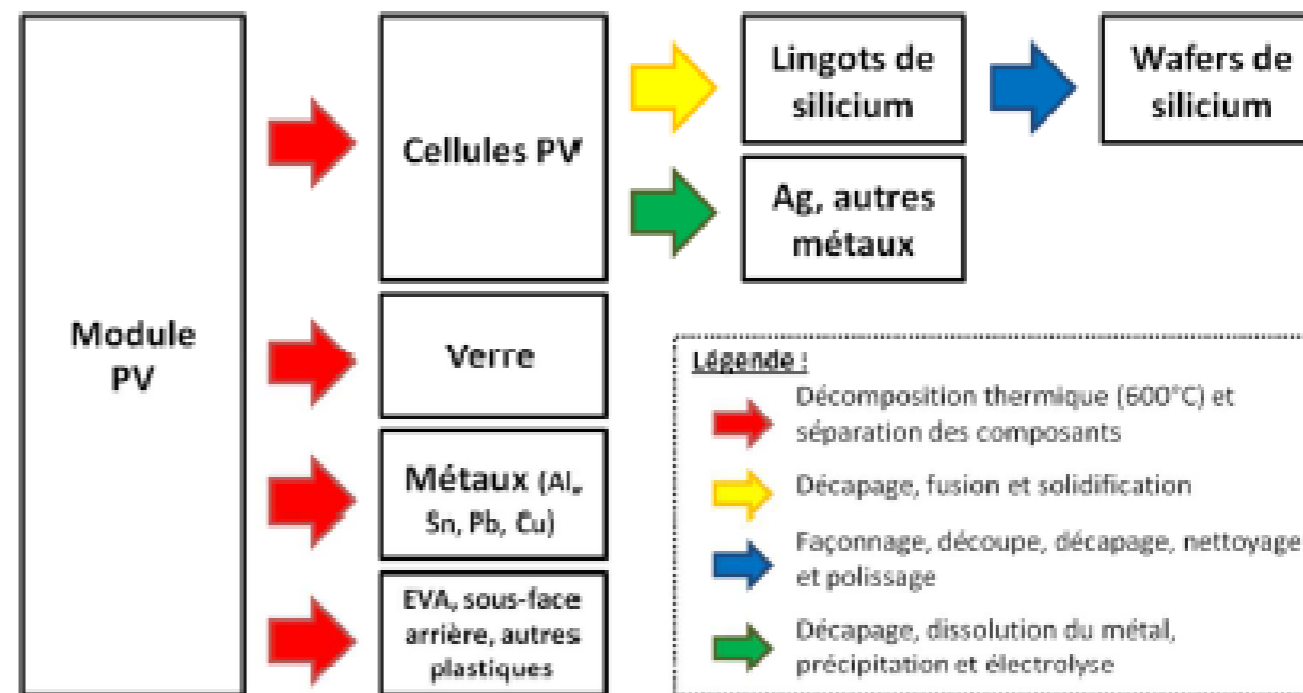 Module
PV
Cellules PV
Lingots de
silicium
Wafers de
silicium
Ag, autres
métaux
Verre
Métaux (Al,
Sn, Pb, Cu)
EVA, sous-face
arrière, autres
plastiques
Légende :
Décomposition thermique (600°C) et
séparation des composants
Décapage, fusion et solidification
Façonnage, découpe, décapage, nettoyage
et polissage
Décapage, dissolution du métal,
précipitation et électrolyse